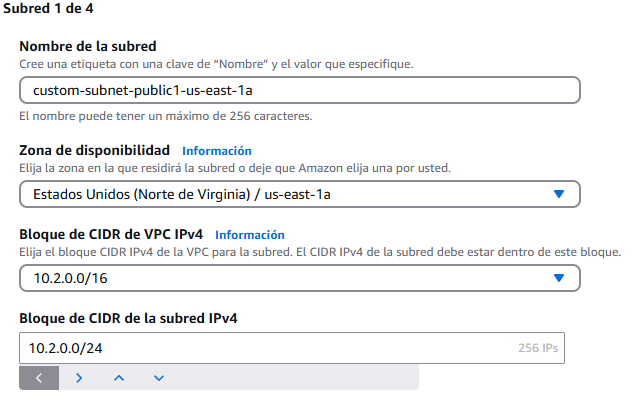 Subred 1 de 4
Nombre de la subred
Cree una etiqueta con una clave de “Nombre” y el valor que especifique.
custom-subnet-public1-us-east-1a
El nombre puede tener un máximo de 256 caracteres.
Zona de disponibilidad Información
Elija la zona en la que residirá la subred o deje que Amazon elija una por usted.
Estados Unidos (Norte de Virginia) / us-east-1a
Bloque de CIDR de VPC IPv4 Información
Elija el bloque CIDR IPv4 de la VPC para la subred. El CIDR IPv4 de la subred debe estar dentro de este bloque.
10.2.0.0/16
Bloque de CIDR de la subred IPv4
10.2.0.0/24 256 IPs